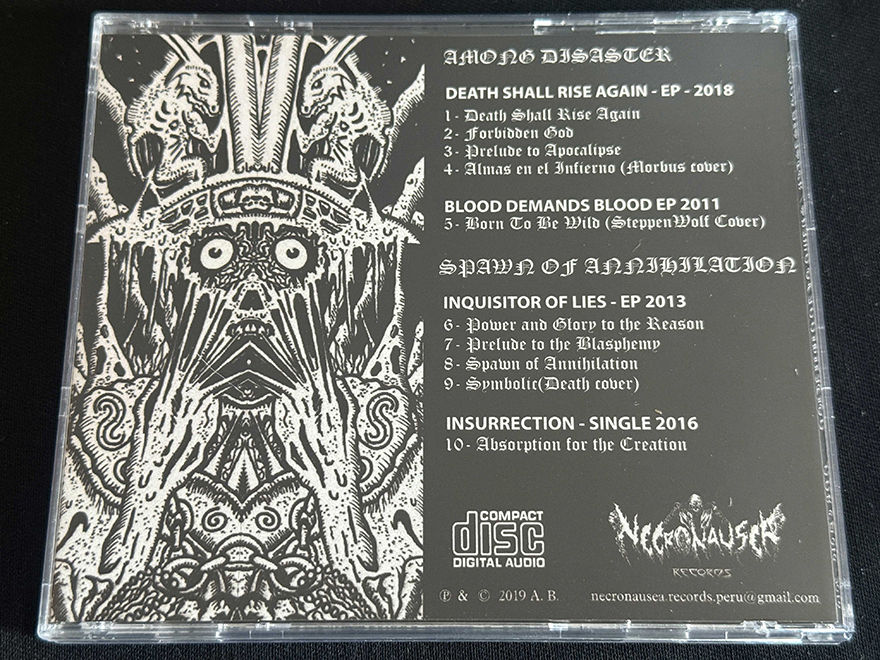 AMONG DISASTER
DEATH SHALL RISE AGAIN - EP - 2018
1- Death Shall Rise Again
2- Forbidden God
3- Prelude to Apocalipse
4- Almas en el Infierno (Morbus cover)
BLOOD DEMANDS BLOOD EP 2011
5- Born To Be Wild (SteppenWolf Cover)
SPAWN OF ANNIHILATION
INQUISITOR OF LIES - EP 2013
6- Power and Glory to the Reason
7- Prelude to the Blasphemy
8- Spawn of Annihilation
9- Symbolic(Death cover)
INSURRECTION - SINGLE 2016
10- Absorption for the Creation
COMPACT
disc
DIGITAL AUDIO
NECRONAUSEA
RECORDS
℗ & © 2019 A. B.
necronausea.records.peru@gmail.com